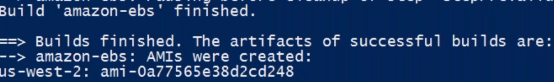 Build 'amazon-ebs' finished.
==> Builds finished. The artifacts of successful builds are:
--> amazon-ebs: AMIs were created:
us-west-2: ami-0a77565e38d2cd248